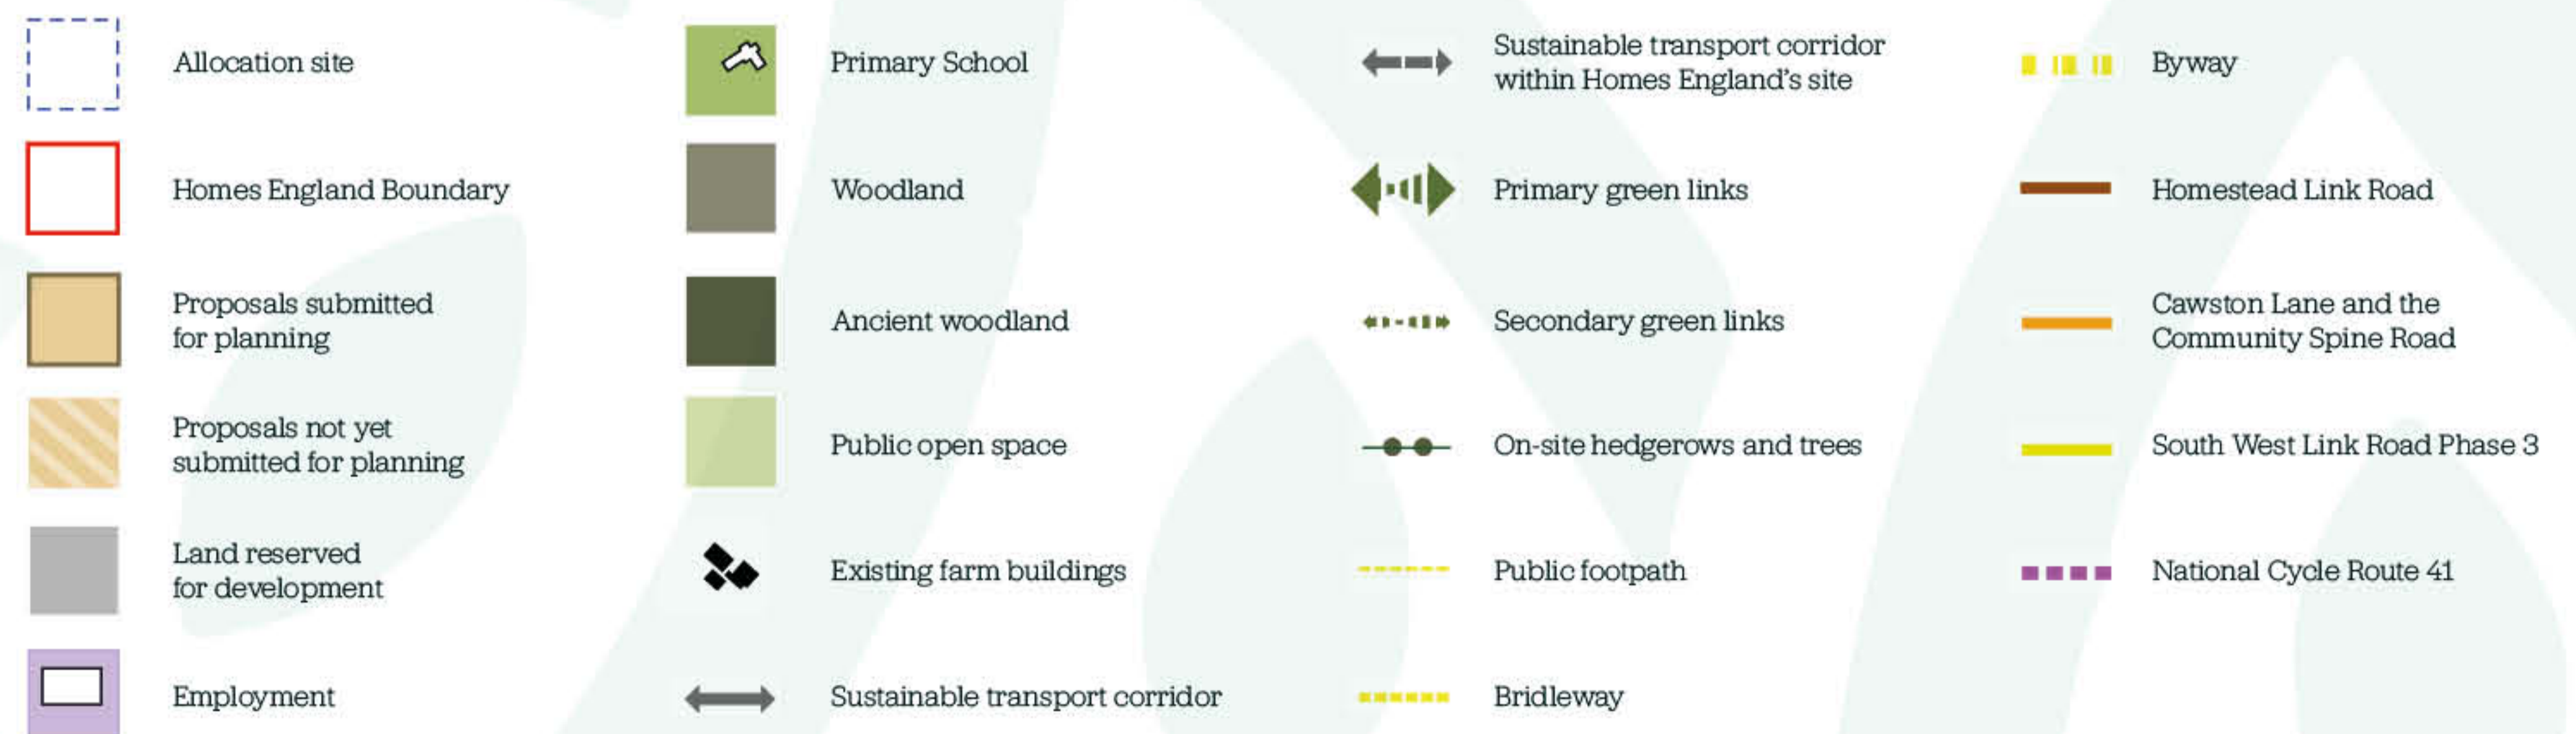 Allocation site
Homes England Boundary
Proposals submitted
for planning
Proposals not yet
submitted for planning
Land reserved
for development
Employment
Primary School
Woodland
Ancient woodland
Public open space
Existing farm buildings
Sustainable transport corridor
Sustainable transport corridor
within Homes England's site
Primary green links
Secondary green links
On-site hedgerows and trees
Public footpath
Bridleway
Byway
Homestead Link Road
Cawston Lane and the
Community Spine Road
South West Link Road Phase 3
National Cycle Route 41